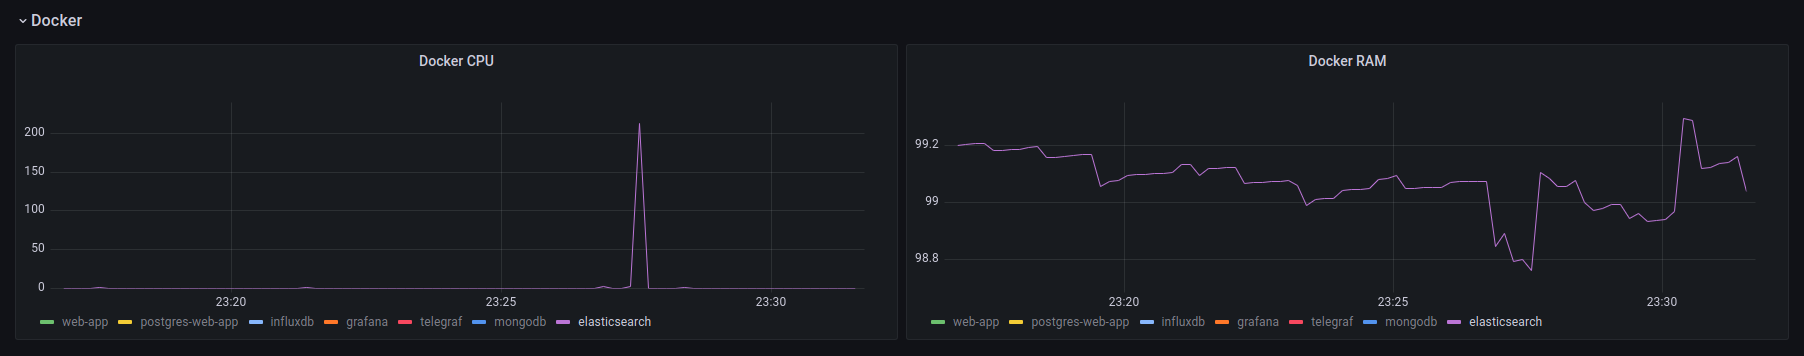 Docker
Docker CPU
200
150
100
50
0
23:20 23:25 23:30
web-app postgres-web-app influxdb grafana telegraf mongodb elasticsearch
Docker RAM
99.2
99
98.8
23:20 23:25 23:30
web-app postgres-web-app influxdb grafana telegraf mongodb elasticsearch